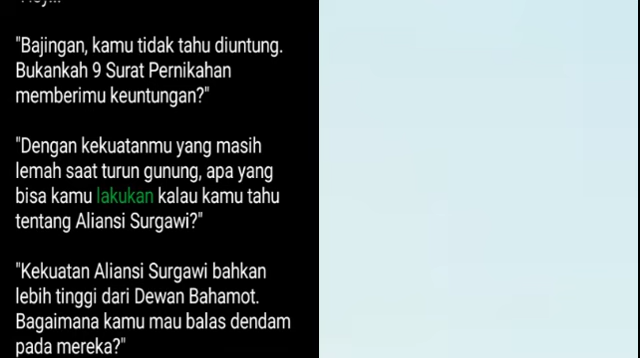 "Bajingan, kamu tidak tahu diuntung.
Bukankah 9 Surat Pernikahan
memberimu keuntungan?"
"Dengan kekuatanmu yang masih
lemah saat turun gunung, apa yang
bisa kamu lakukan kalau kamu tahu
tentang Aliansi Surgawi?"
"Kekuatan Aliansi Surgawi bahkan
lebih tinggi dari Dewan Bahamot.
Bagaimana kamu mau balas dendam
pada mereka?"